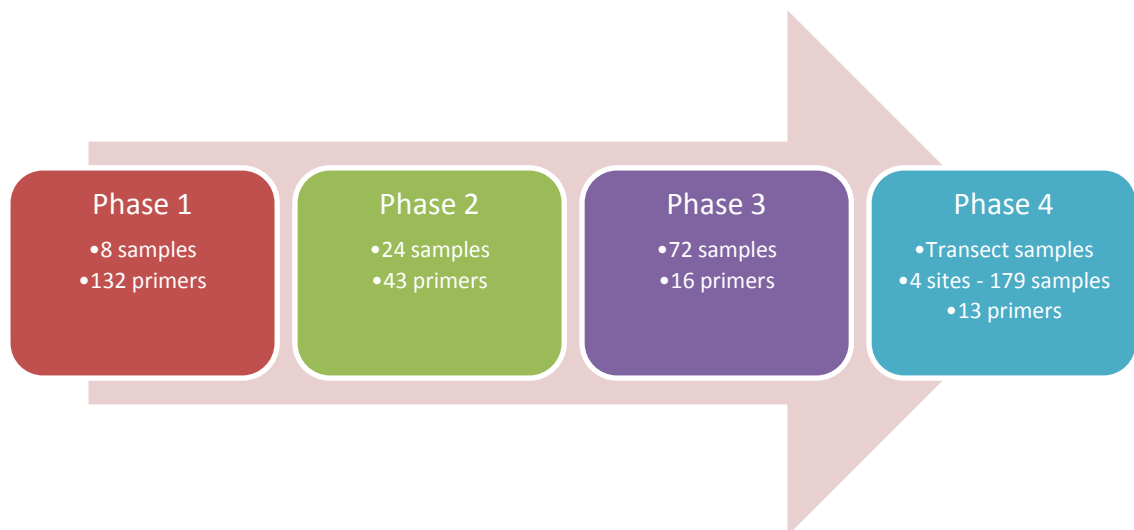 Phase 1
•8 samples
•132 primers
Phase 2
•24 samples
•43 primers
Phase 3
•72 samples
•16 primers
Phase 4
•Transect samples
•4 sites - 179 samples
•13 primers